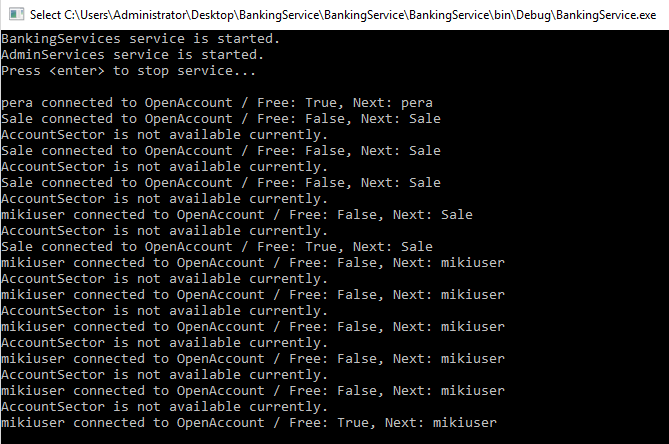 Select C:\Users\Administrator\Desktop\BankingService\BankingService\BankingService\bin\Debug\BankingService.exe
BankingServices service is started.
AdminServices service is started.
Press <enter> to stop service...
pera connected to OpenAccount / Free: True, Next: pera
Sale connected to OpenAccount / Free: False, Next: Sale
AccountSector is not available currently.
Sale connected to OpenAccount / Free: False, Next: Sale
AccountSector is not available currently.
Sale connected to OpenAccount / Free: False, Next: Sale
AccountSector is not available currently.
mikiuser connected to OpenAccount / Free: False, Next: Sale
AccountSector is not available currently.
Sale connected to OpenAccount / Free: True, Next: Sale
mikiuser connected to OpenAccount / Free: False, Next: mikiuser
AccountSector is not available currently.
mikiuser connected to OpenAccount / Free: False, Next: mikiuser
AccountSector is not available currently.
mikiuser connected to OpenAccount / Free: False, Next: mikiuser
AccountSector is not available currently.
mikiuser connected to OpenAccount / Free: False, Next: mikiuser
AccountSector is not available currently.
mikiuser connected to OpenAccount / Free: False, Next: mikiuser
AccountSector is not available currently.
mikiuser connected to OpenAccount / Free: True, Next: mikiuser